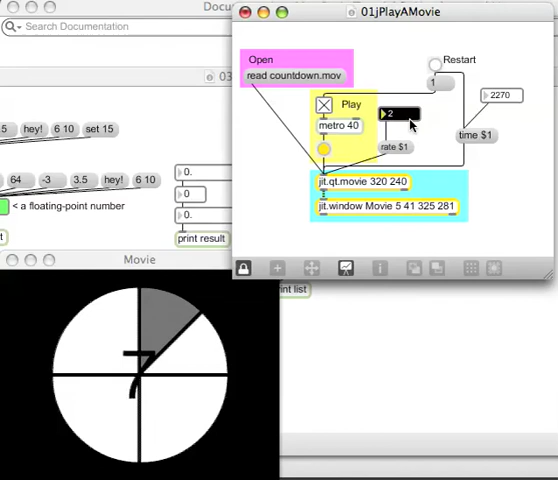 Docu
01jPlayAMovie
Search Documentation
03
Open
read countdown.mov
Restart
1
2270
Play
2
metro 40
time $1
rate $1
.5
hey!
6 10
set 15
64
-3
3.5
hey!
6 10
0.
0
0.
< a floating-point number
print result
jit.qt.movie 320 240
jit.window Movie 5 41 325 281
Movie
int list
7